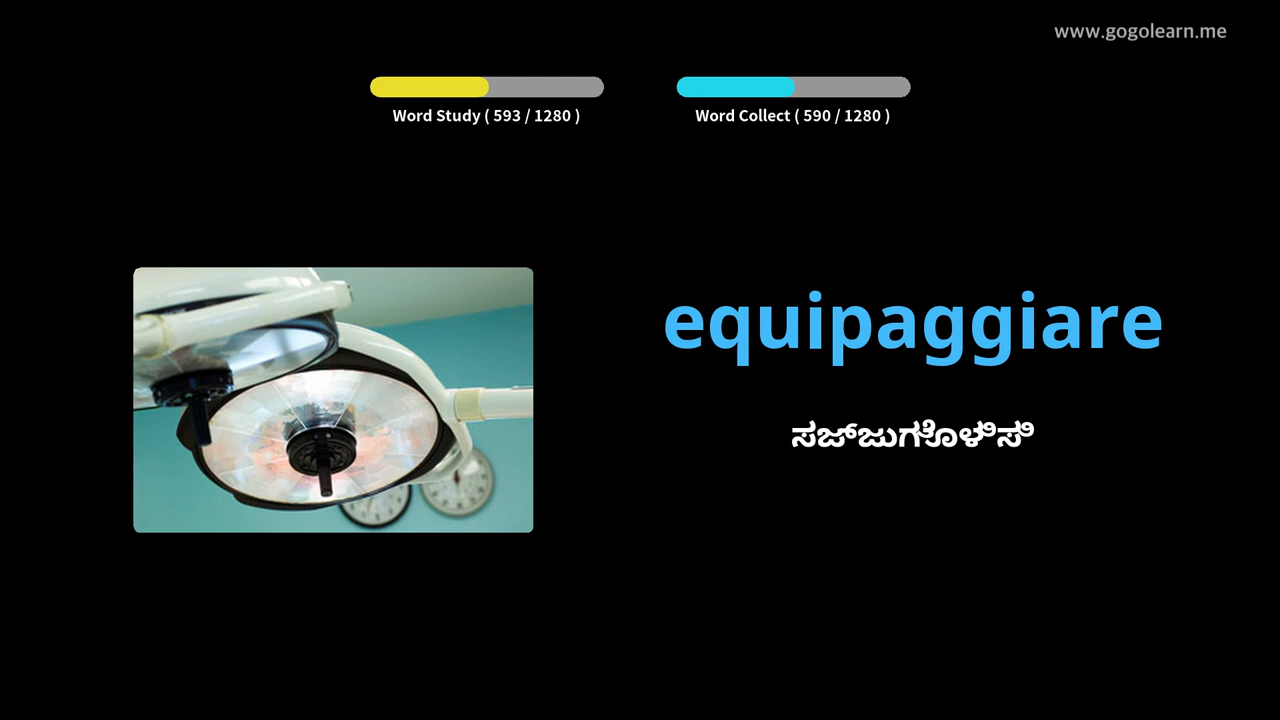 www.gogolearn.me
Word Study ( 593 / 1280 )
Word Collect ( 590 / 1280 )
equipaggiare
ಸಜ್ಜುಗೊಳಿಸಿ